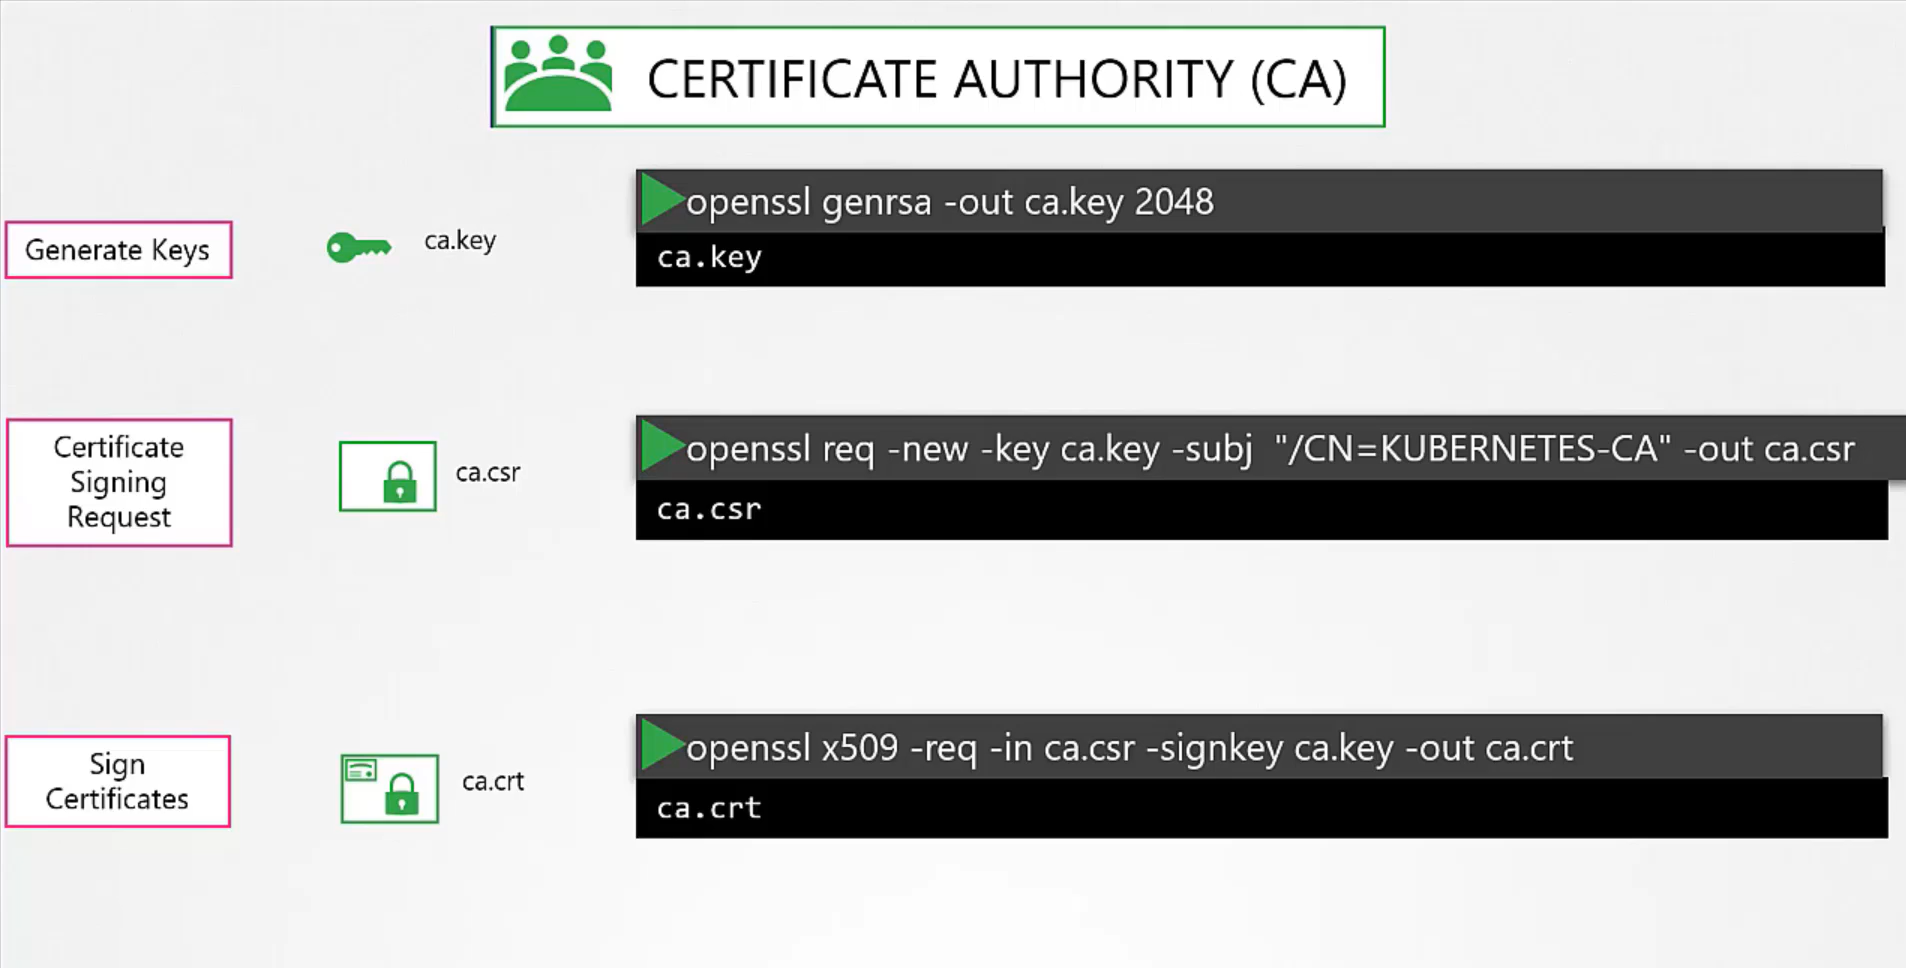 CERTIFICATE AUTHORITY (CA)
Generate Keys
ca.key
openssl genrsa -out ca.key 2048
ca.key
Certificate
Signing
Request
ca.csr
openssl req -new -key ca.key -subj "/CN=KUBERNETES-CA" -out ca.csr
ca.csr
Sign
Certificates
ca.crt
openssl x509 -req -in ca.csr -signkey ca.key -out ca.crt
ca.crt